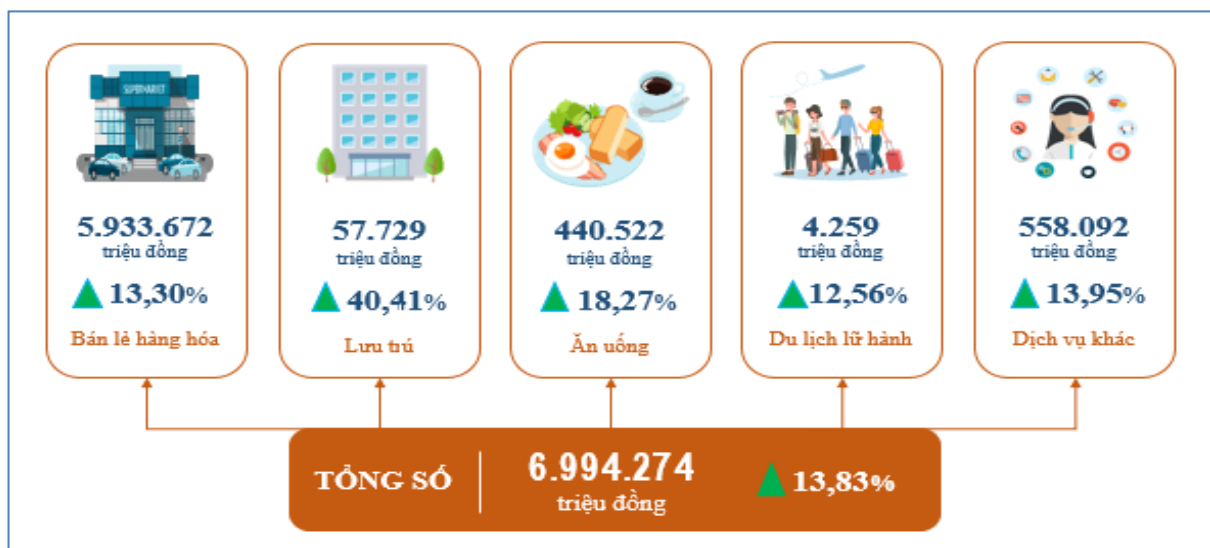 SUPERMARKET
5.933.672
triệu đồng
13,30%
Bán lẻ hàng hóa
57.729
triệu đồng
40,41%
Lưu trú
440.522
triệu đồng
18,27%
Ăn uống
4.259
triệu đồng
12,56%
Du lịch lữ hành
558.092
triệu đồng
13,95%
Dịch vụ khác
TỔNG SỐ
6.994.274
triệu đồng
13,83%